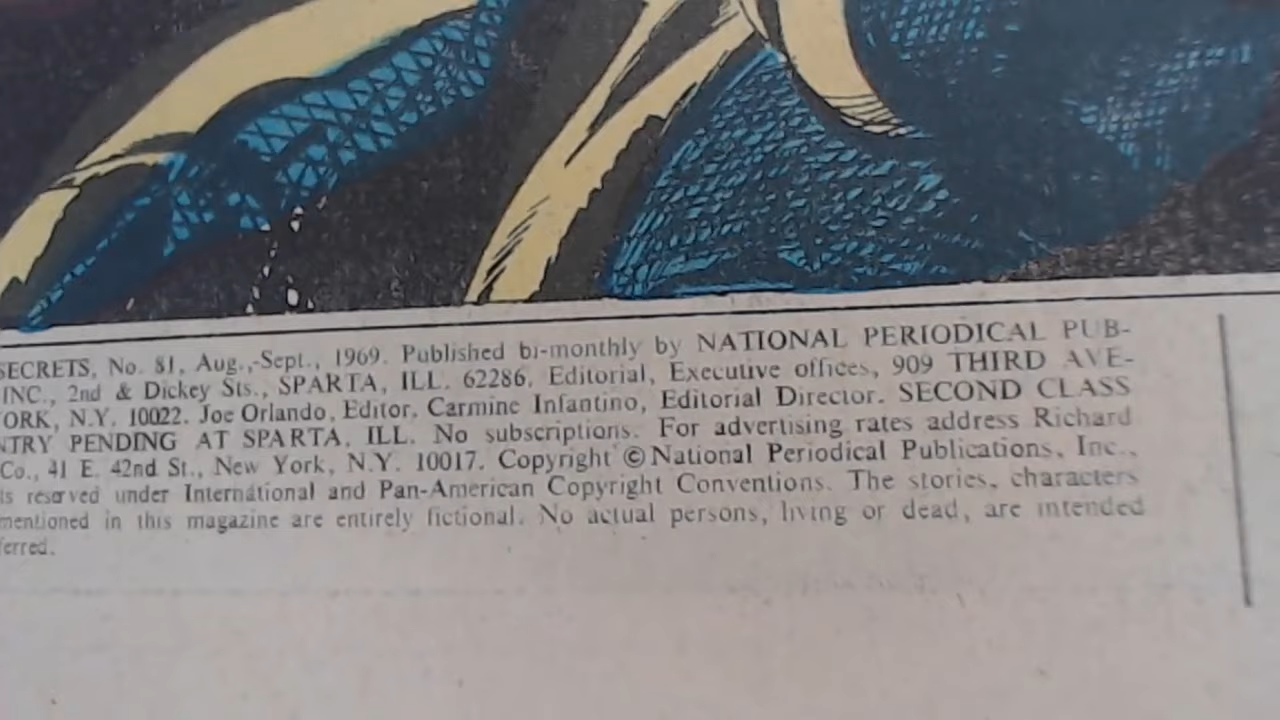 SECRETS, No. 81, Aug.,-Sept., 1969. Published bi-monthly by NATIONAL PERIODICAL PUB-
INC., 2nd & Dickey Sts., SPARTA, ILL. 62286. Editorial, Executive offices, 909 THIRD AVE-
ORK, N.Y. 10022. Joe Orlando, Editor, Carmine Infantino, Editorial Director. SECOND CLASS
NTRY PENDING AT SPARTA, ILL. No subscriptions. For advertising rates address Richard
Co., 41 E. 42nd St., New York, N.Y. 10017. Copyright © National Periodical Publications, Inc.,
ls reserved under International and Pan-American Copyright Conventions. The stories, characters
mentioned in this magazine are entirely fictional. No actual persons, living or dead, are intended
ferred.